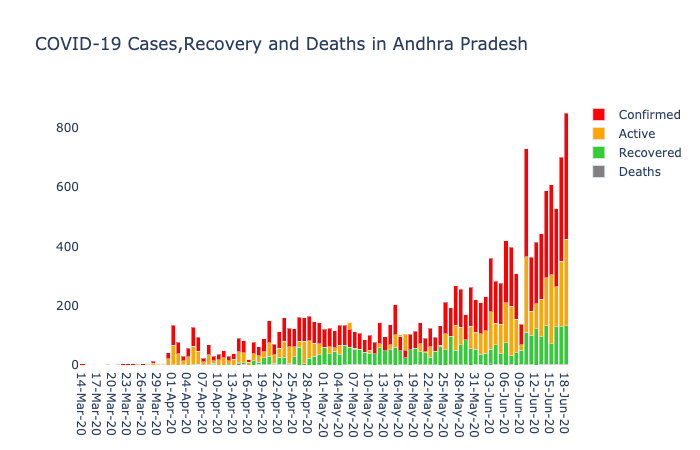 COVID-19 Cases,Recovery and Deaths in Andhra Pradesh
Confirmed
Active
Recovered
Deaths
800
600
400
200
0
14-Mar-20
17-Mar-20
20-Mar-20
23-Mar-20
26-Mar-20
29-Mar-20
01-Apr-20
04-Apr-20
07-Apr-20
10-Apr-20
13-Apr-20
16-Apr-20
19-Apr-20
22-Apr-20
25-Apr-20
28-Apr-20
01-May-20
04-May-20
07-May-20
10-May-20
13-May-20
16-May-20
19-May-20
22-May-20
25-May-20
28-May-20
31-May-20
03-Jun-20
06-Jun-20
09-Jun-20
12-Jun-20
15-Jun-20
18-Jun-20